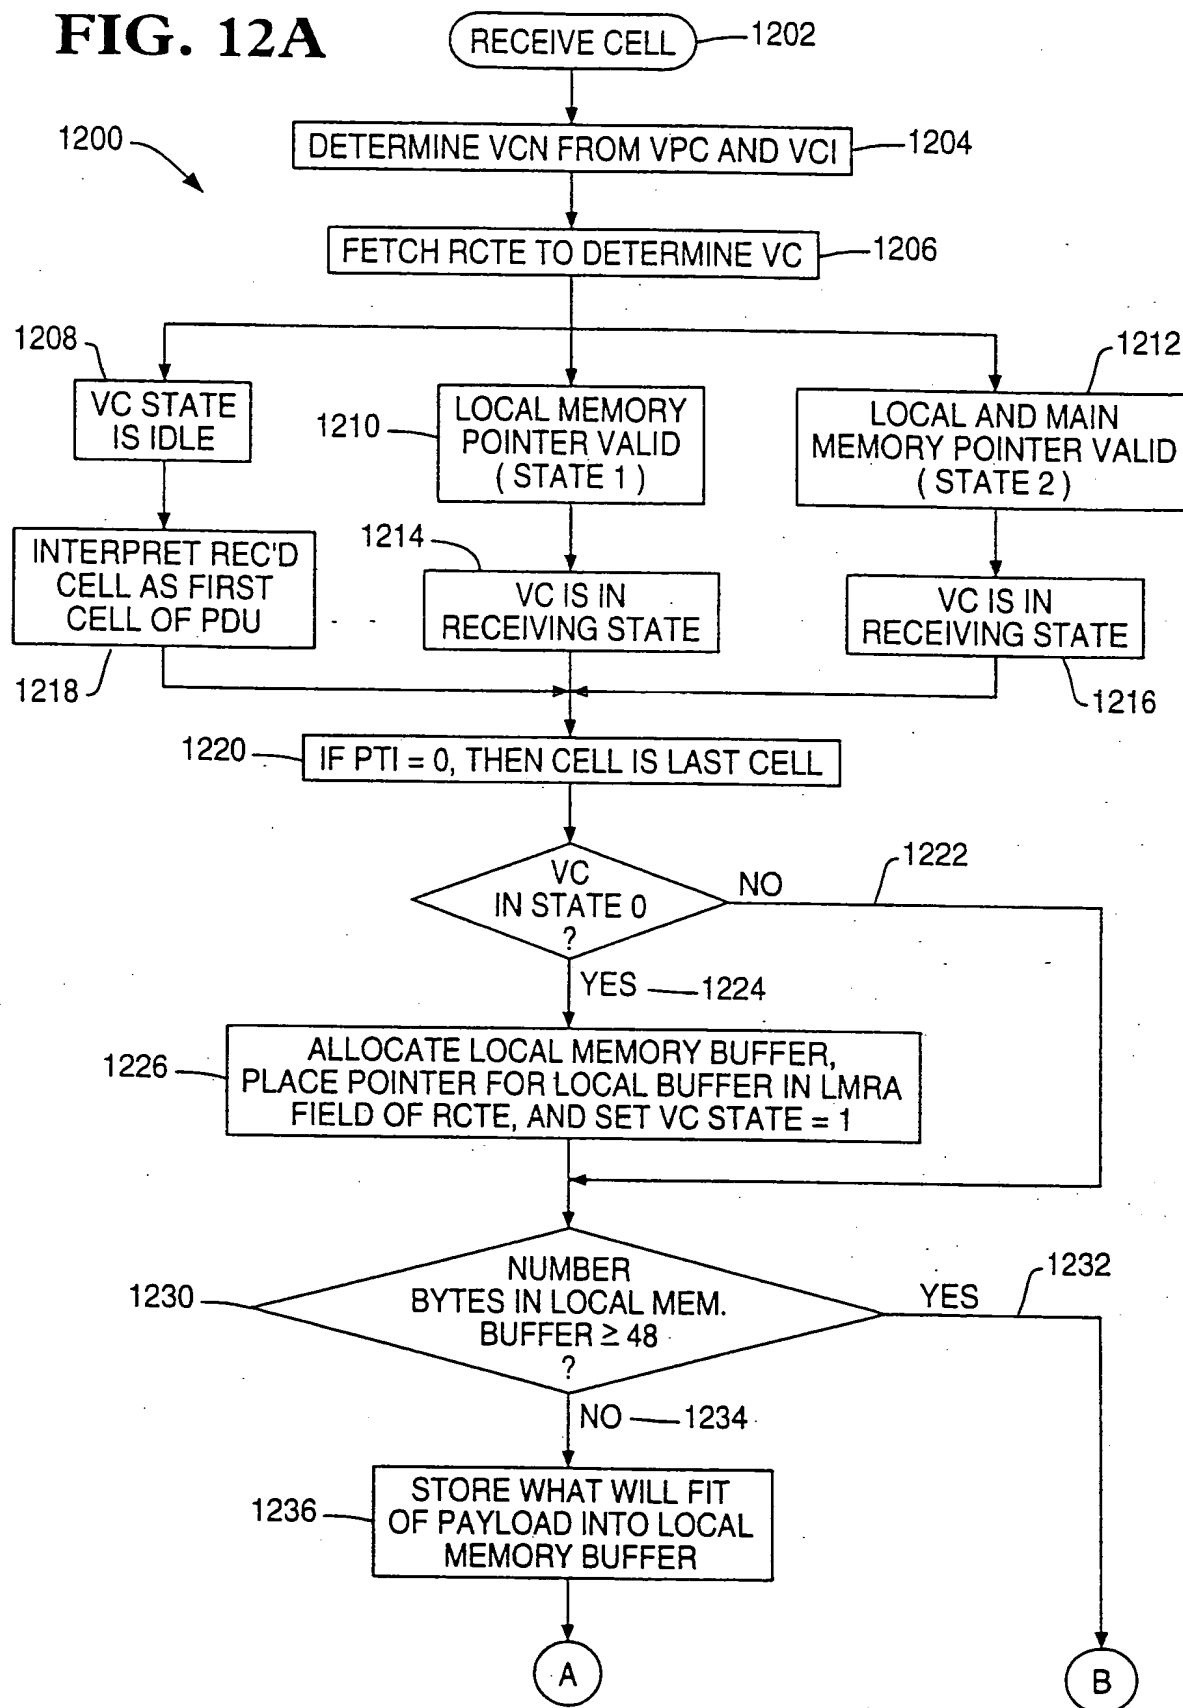 FIG. 12A
RECEIVE CELL
1202
1200
DETERMINE VCN FROM VPC AND VCI
1204
FETCH RCTE TO DETERMINE VC
1206
1208
VC STATE
IS IDLE
1210
LOCAL MEMORY
POINTER VALID
( STATE 1 )
1212
LOCAL AND MAIN
MEMORY POINTER VALID
( STATE 2 )
INTERPRET REC'D
CELL AS FIRST
CELL OF PDU
1218
1214
VC IS IN
RECEIVING STATE
VC IS IN
RECEIVING STATE
1216
1220
IF PTI = 0, THEN CELL IS LAST CELL
VC
IN STATE 0
?
NO
1222
YES
1224
1226
ALLOCATE LOCAL MEMORY BUFFER,
PLACE POINTER FOR LOCAL BUFFER IN LMRA
FIELD OF RCTE, AND SET VC STATE = 1
1230
NUMBER
BYTES IN LOCAL MEM.
BUFFER ≥ 48
?
YES
1232
NO
1234
1236
STORE WHAT WILL FIT
OF PAYLOAD INTO LOCAL
MEMORY BUFFER
A
B